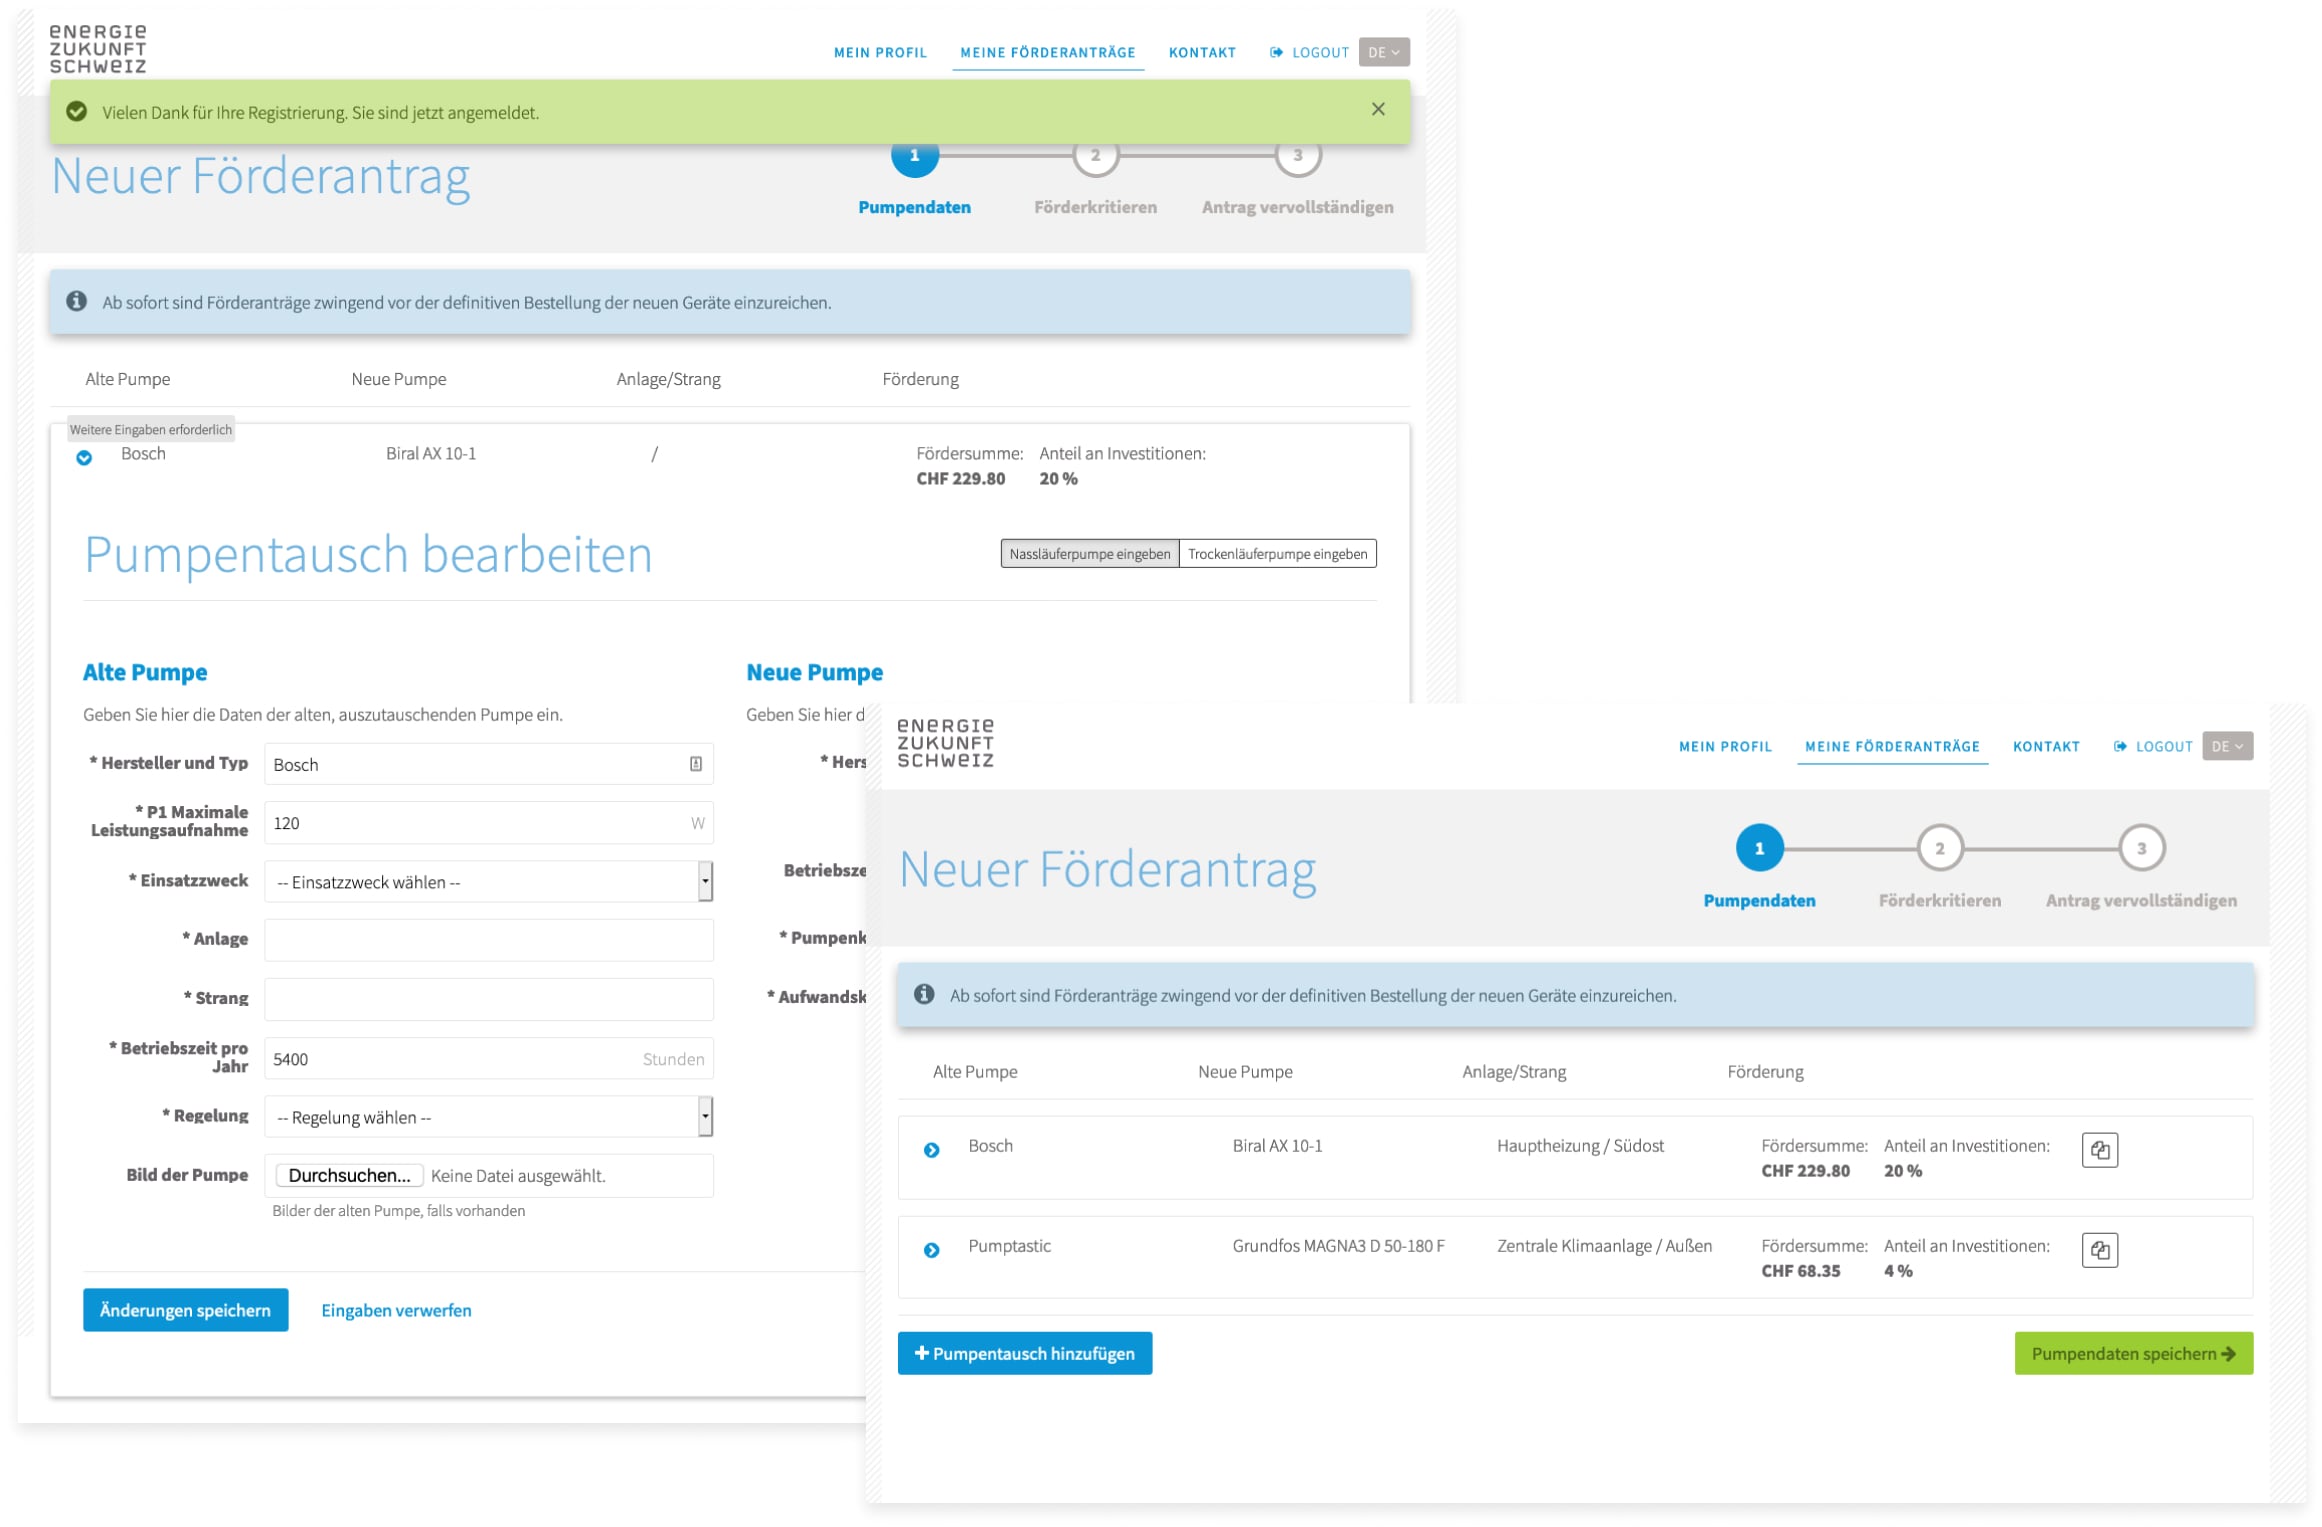 eNeRGIe
ZUKUNFT
SCHWeIZ
MEIN PROFIL
MEINE FÖRDERANTRÄGE
KONTAKT
LOGOUT
DE
Vielen Dank für Ihre Registrierung. Sie sind jetzt angemeldet.
Neuer Förderantrag
1
2
3
Pumpendaten
Förderkritieren
Antrag vervollständigen
Ab sofort sind Förderanträge zwingend vor der definitiven Bestellung der neuen Geräte einzureichen.
Alte Pumpe
Neue Pumpe
Anlage/Strang
Förderung
Weitere Eingaben erforderlich
Bosch
Biral AX 10-1
/
Fördersumme:
CHF 229.80
Anteil an Investitionen:
20 %
Pumpentausch bearbeiten
Nassläuferpumpe eingeben
Trockenläuferpumpe eingeben
Alte Pumpe
Geben Sie hier die Daten der alten, auszutauschenden Pumpe ein.
* Hersteller und Typ
Bosch
* P1 Maximale
Leistungsaufnahme
120
W
* Einsatzzweck
-- Einsatzzweck wählen --
* Anlage
* Strang
* Betriebszeit pro
Jahr
5400
Stunden
* Regelung
-- Regelung wählen --
Bild der Pumpe
Durchsuchen...
Keine Datei ausgewählt.
Bilder der alten Pumpe, falls vorhanden
Änderungen speichern
Eingaben verwerfen
Neue Pumpe
Geben Sie hier d
* Hers
Betriebsze
* Pumpenk
* Aufwandsk
eNeRGIe
ZUKUNFT
SCHWeIZ
MEIN PROFIL
MEINE FÖRDERANTRÄGE
KONTAKT
LOGOUT
DE
Neuer Förderantrag
1
2
3
Pumpendaten
Förderkritieren
Antrag vervollständigen
Ab sofort sind Förderanträge zwingend vor der definitiven Bestellung der neuen Geräte einzureichen.
Alte Pumpe
Neue Pumpe
Anlage/Strang
Förderung
Bosch
Biral AX 10-1
Hauptheizung / Südost
Fördersumme:
CHF 229.80
Anteil an Investitionen:
20 %
Pumptastic
Grundfos MAGNA3 D 50-180 F
Zentrale Klimaanlage / Außen
Fördersumme:
CHF 68.35
Anteil an Investitionen:
4 %
Pumpentausch hinzufügen
Pumpendaten speichern